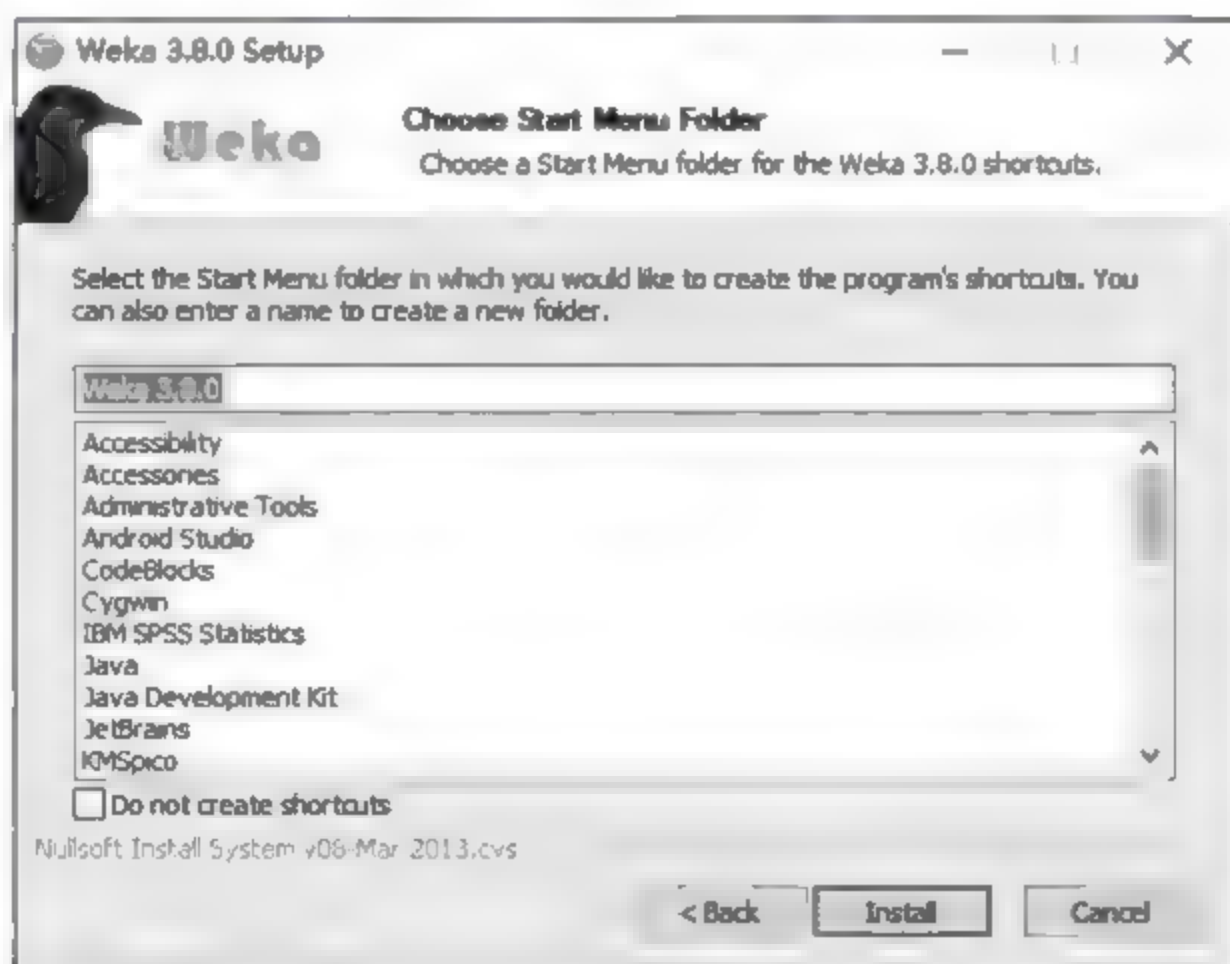 Weka 3.8.0 Setup
Weka
Choose Start Menu Folder
Choose a Start Menu folder for the Weka 3.8.0 shortcuts.
Select the Start Menu folder in which you would like to create the program's shortcuts. You
can also enter a name to create a new folder.
Weka 3.8.0
Accessibility
Accessories
Administrative Tools
Android Studio
CodeBlocks
Cygwin
IBM SPSS Statistics
Java
Java Development Kit
JetBrains
KMSpico
Do not create shortcuts
Nullsoft Install System v08-Mar-2013.cvs
< Back
Install
Cancel